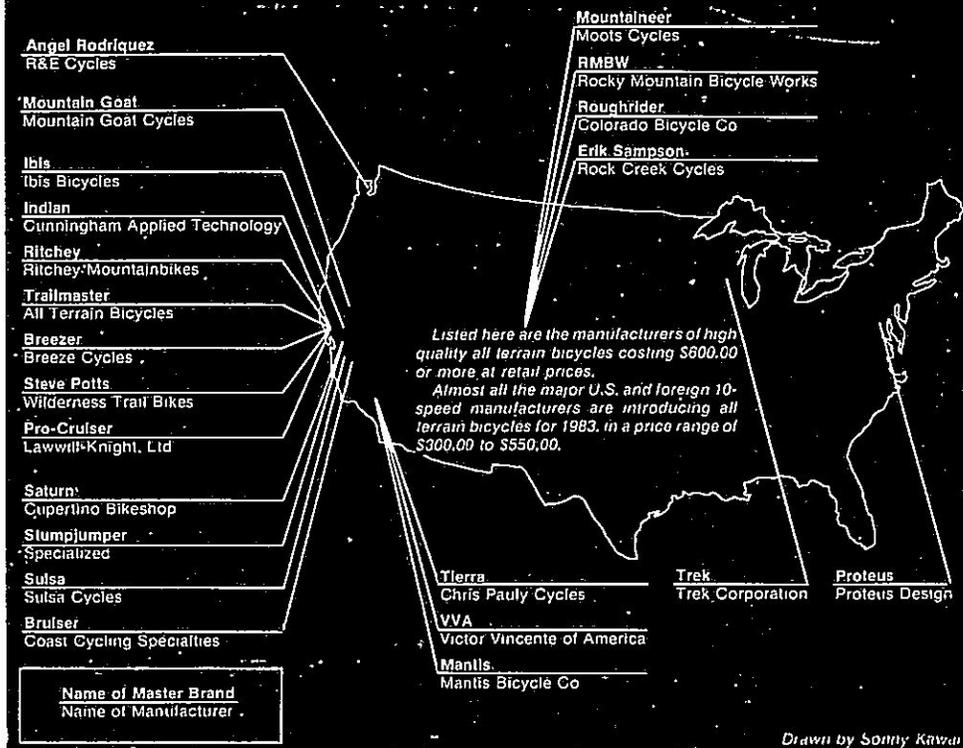 Angel Rodriquez
R&E Cycles
Mountain Goat
Mountain Goat Cycles
Ibis
Ibis Bicycles
Indian
Cunningham Applied Technology
Ritchey
Ritchey Mountainbikes
Trailmaster
All Terrain Bicycles
Breezer
Breeze Cycles
Steve Potts
Wilderness Trail Bikes
Pro-Cruiser
Lawwill-Knight, Ltd
Saturn
Cupertino Bikeshop
Stumpjumper
Specialized
Sulsa
Sulsa Cycles
Bruiser
Coast Cycling Specialties
Name of Master Brand
Name of Manufacturer
Mountaineer
Moots Cycles
RMBW
Rocky Mountain Bicycle Works
Roughrider
Colorado Bicycle Co
Erik Sampson
Rock Creek Cycles
Listed here are the manufacturers of high
quality all terrain bicycles costing $600.00
or more at retail prices.
Almost all the major U.S. and foreign 10-
speed manufacturers are introducing all
terrain bicycles for 1983, in a price range of
$300.00 to $550.00.
Tierra
Chris Pauly Cycles
VVA
Victor Vincente of America
Mantis
Mantis Bicycle Co
Trek
Trek Corporation
Proteus
Proteus Design
Drawn by Sonny Kawai